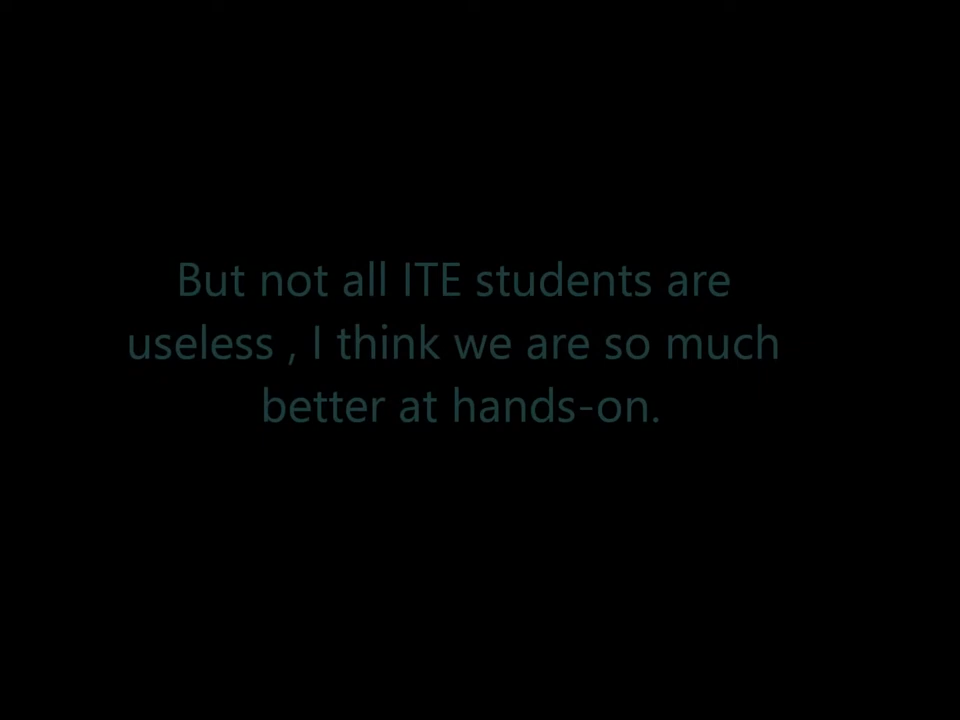 But not all ITE students are
useless , I think we are so much
better at hands-on.